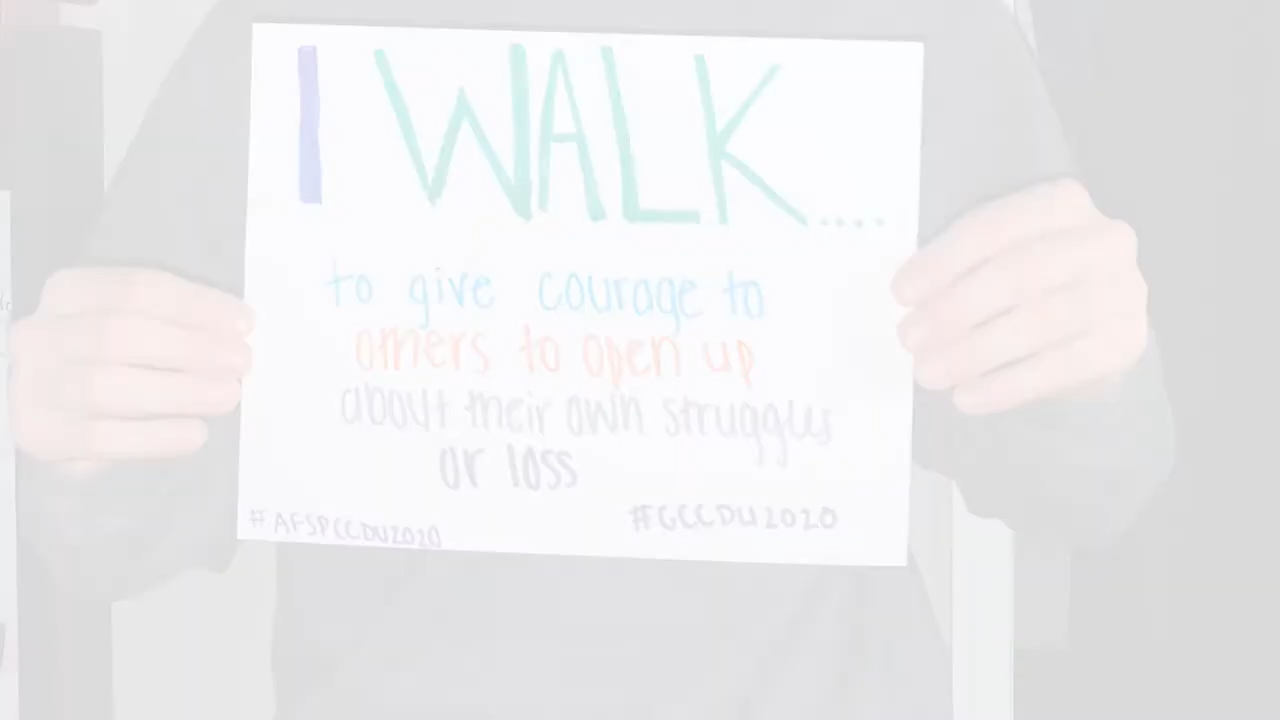 I WALK....
to give courage to
others to open up
about their own struggles
or loss
#AFSPCCDU2020
#GCCDU2020